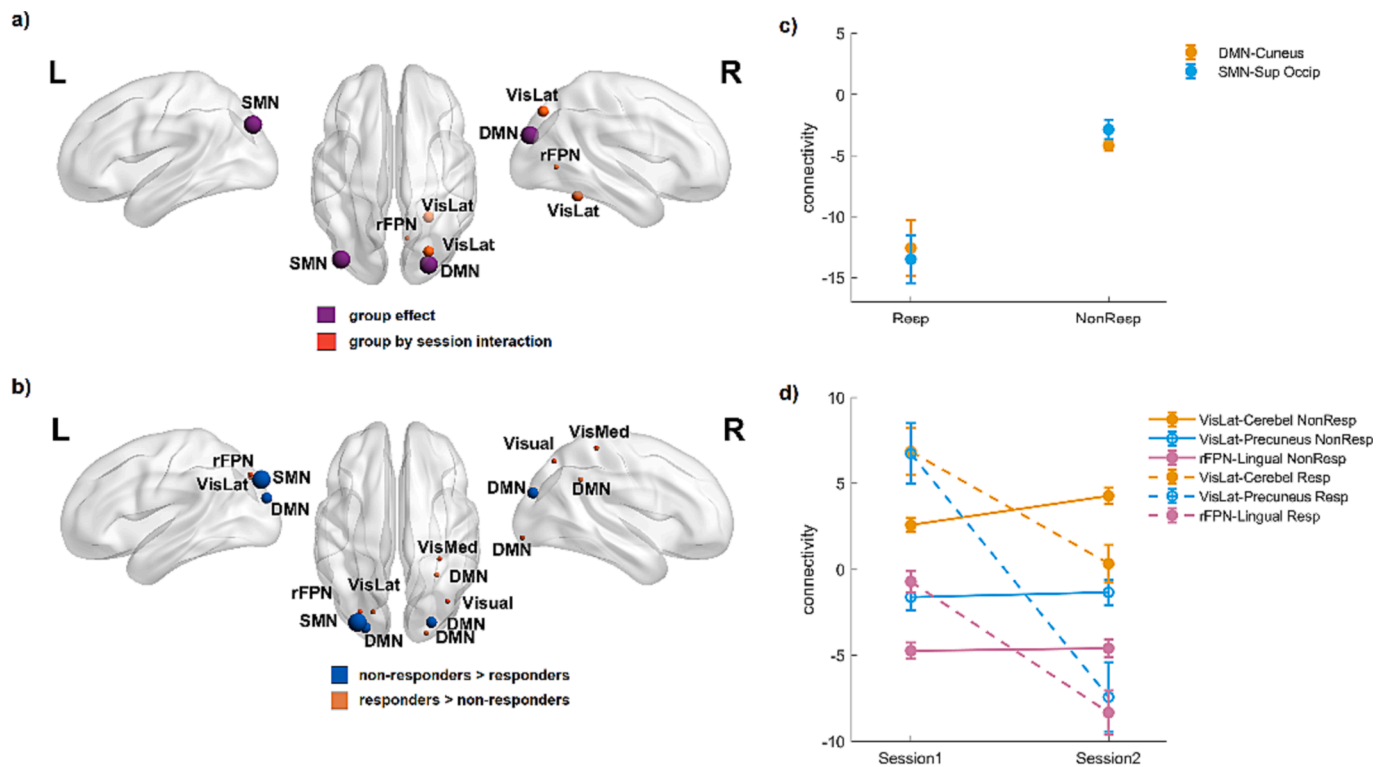 a)
L
R
SMN
VisLat
DMN
rFPN
VisLat
VisLat
rFPN
VisLat
SMN
DMN
group effect
group by session interaction
b)
L
R
rFPN
VisLat
SMN
DMN
VisMed
Visual
DMN
DMN
DMN
VisMed
DMN
VisLat
rFPN
Visual
SMN
DMN
DMN
DMN
non-responders > responders
responders > non-responders
c)
5
0
-5
-10
-15
connectivity
Resp
NonResp
DMN-Cuneus
SMN-Sup Occip
d)
10
5
0
-5
-10
connectivity
Session1
Session2
VisLat-Cerebel NonResp
VisLat-Precuneus NonResp
rFPN-Lingual NonResp
VisLat-Cerebel Resp
VisLat-Precuneus Resp
rFPN-Lingual Resp